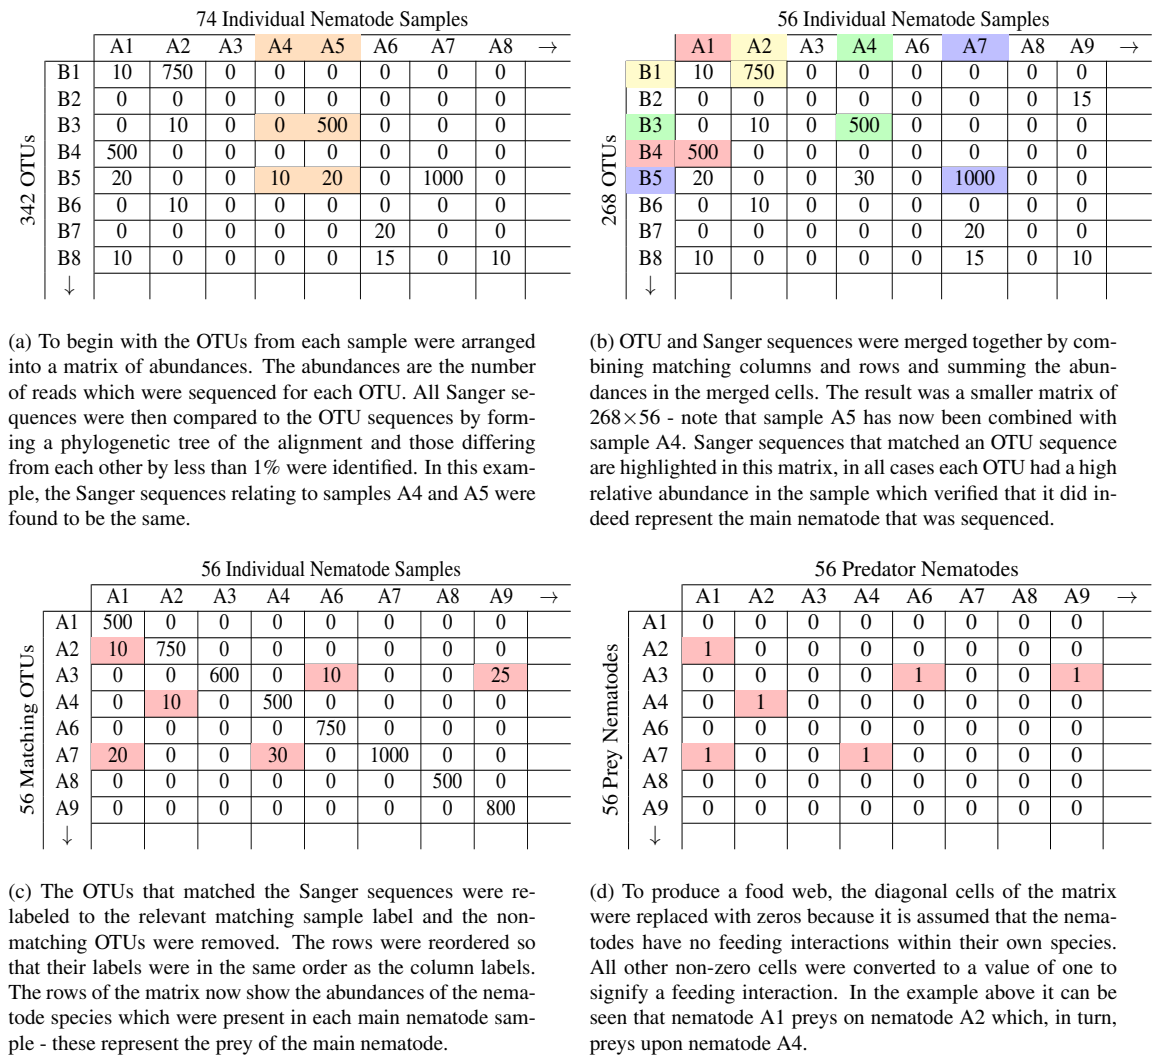 74 Individual Nematode Samples
A1 A2 A3 A4 A5 A6 A7 A8 →
B1 10 750 0 0 0 0 0 0
B2 0 0 0 0 0 0 0 0
B3 0 10 0 0 500 0 0 0
B4 500 0 0 0 0 0 0 0
B5 20 0 0 10 20 0 1000 0
B6 0 10 0 0 0 0 0 0
B7 0 0 0 0 0 20 0 0
B8 10 0 0 0 0 15 0 10
↓
342 OTUs
(a) To begin with the OTUs from each sample were arranged
into a matrix of abundances. The abundances are the number
of reads which were sequenced for each OTU. All Sanger se-
quences were then compared to the OTU sequences by form-
ing a phylogenetic tree of the alignment and those differing
from each other by less than 1% were identified. In this exam-
ple, the Sanger sequences relating to samples A4 and A5 were
found to be the same.
56 Individual Nematode Samples
A1 A2 A3 A4 A6 A7 A8 A9 →
B1 10 750 0 0 0 0 0 0
B2 0 0 0 0 0 0 0 15
B3 0 10 0 500 0 0 0 0
B4 500 0 0 0 0 0 0 0
B5 20 0 0 30 0 1000 0 0
B6 0 10 0 0 0 0 0 0
B7 0 0 0 0 0 20 0 0
B8 10 0 0 0 0 15 0 10
↓
268 OTUs
(b) OTU and Sanger sequences were merged together by com-
bining matching columns and rows and summing the abun-
dances in the merged cells. The result was a smaller matrix of
268×56 - note that sample A5 has now been combined with
sample A4. Sanger sequences that matched an OTU sequence
are highlighted in this matrix, in all cases each OTU had a high
relative abundance in the sample which verified that it did in-
deed represent the main nematode that was sequenced.
56 Individual Nematode Samples
A1 A2 A3 A4 A6 A7 A8 A9 →
A1 500 0 0 0 0 0 0 0
A2 10 750 0 0 0 0 0 0
A3 0 0 600 0 10 0 0 25
A4 0 10 0 500 0 0 0 0
A6 0 0 0 0 750 0 0 0
A7 20 0 0 30 0 1000 0 0
A8 0 0 0 0 0 0 500 0
A9 0 0 0 0 0 0 0 800
↓
56 Matching OTUs
(c) The OTUs that matched the Sanger sequences were re-
labeled to the relevant matching sample label and the non-
matching OTUs were removed. The rows were reordered so
that their labels were in the same order as the column labels.
The rows of the matrix now show the abundances of the nema-
tode species which were present in each main nematode sam-
ple - these represent the prey of the main nematode.
56 Predator Nematodes
A1 A2 A3 A4 A6 A7 A8 A9 →
A1 0 0 0 0 0 0 0 0
A2 1 0 0 0 0 0 0 0
A3 0 0 0 0 1 0 0 1
A4 0 1 0 0 0 0 0 0
A6 0 0 0 0 0 0 0 0
A7 1 0 0 1 0 0 0 0
A8 0 0 0 0 0 0 0 0
A9 0 0 0 0 0 0 0 0
↓
56 Prey Nematodes
(d) To produce a food web, the diagonal cells of the matrix
were replaced with zeros because it is assumed that the nema-
todes have no feeding interactions within their own species.
All other non-zero cells were converted to a value of one to
signify a feeding interaction. In the example above it can be
seen that nematode A1 preys on nematode A2 which, in turn,
preys upon nematode A4.